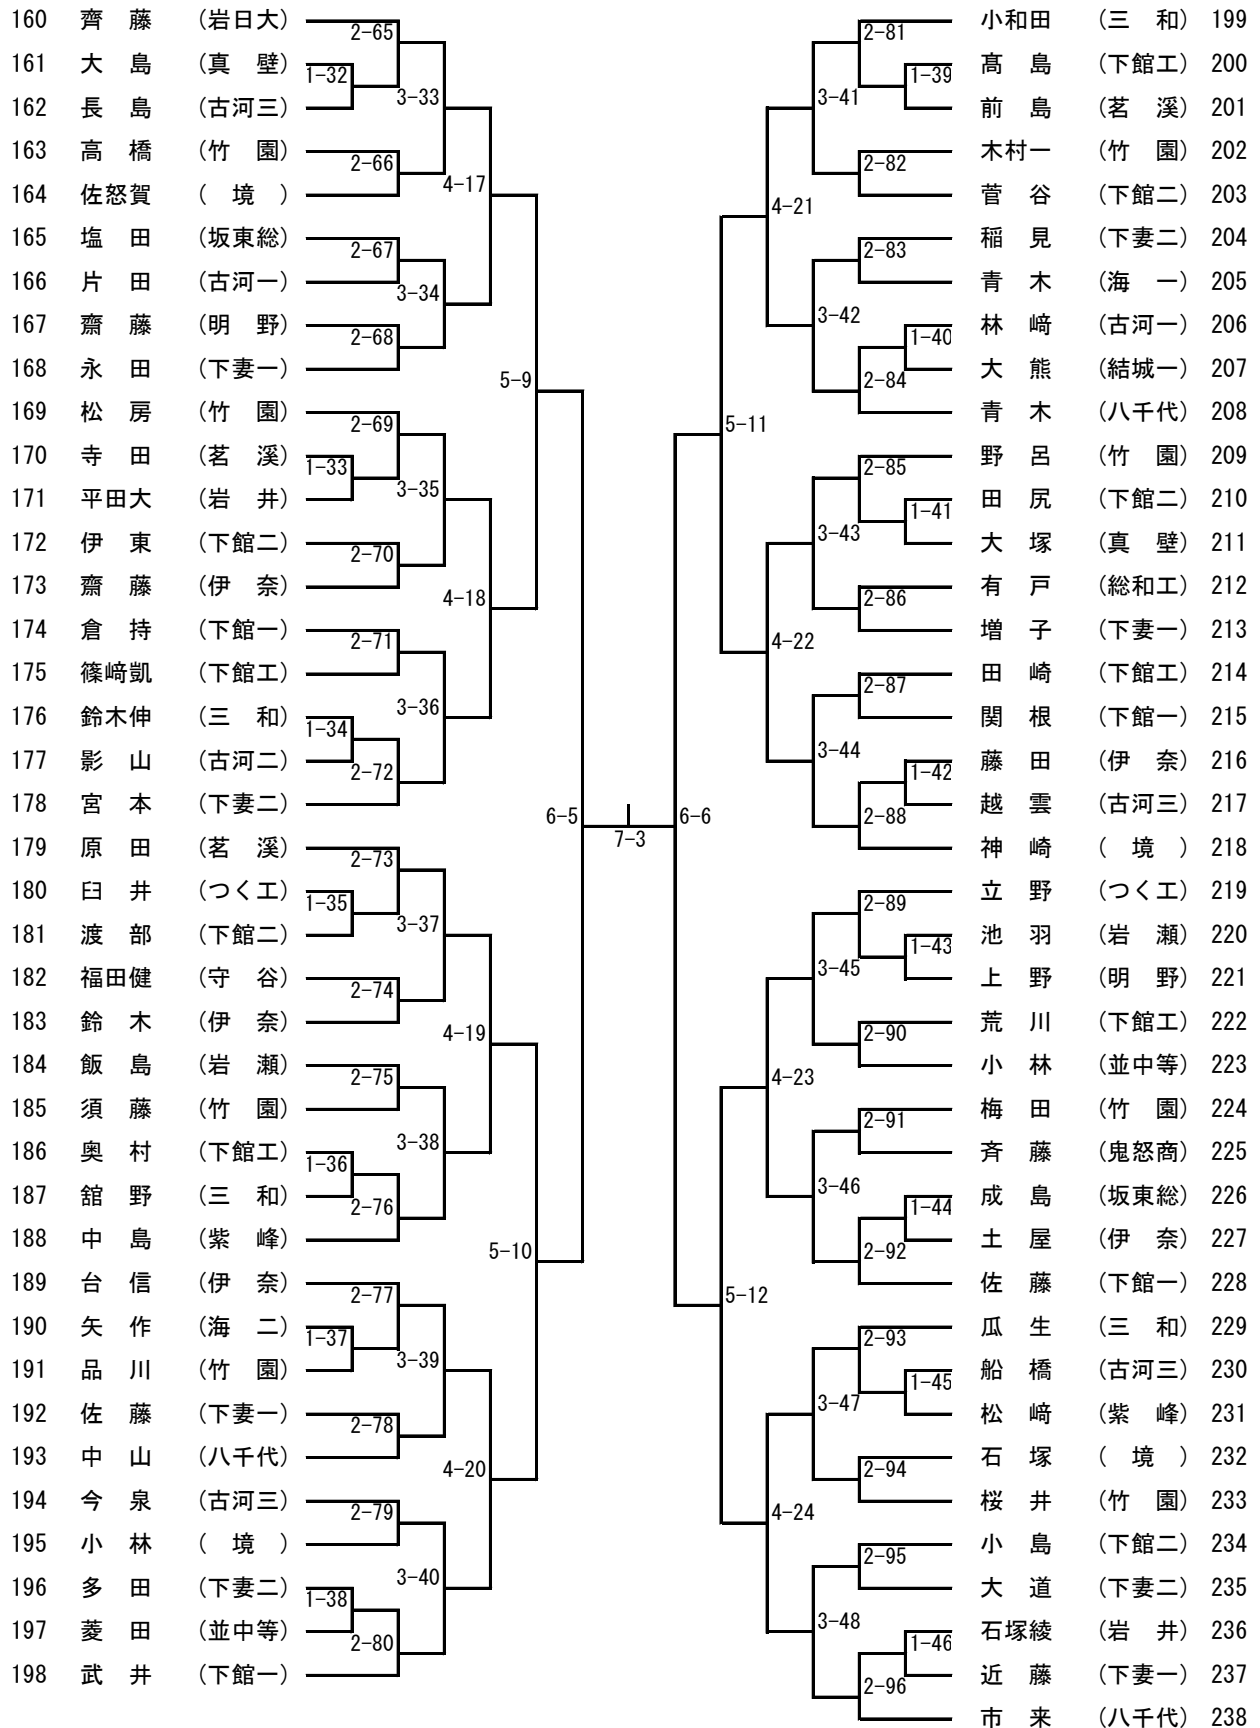 160 齊 藤 (岩日大)
2-65
161 大 島 (真 壁)
1-32
162 長 島 (古河三)
3-33
163 高 橋 (竹 園)
2-66
164 佐怒賀 ( 境 )
4-17
165 塩 田 (坂東総)
2-67
166 片 田 (古河一)
3-34
167 齋 藤 (明 野)
2-68
168 永 田 (下妻一)
5-9
169 松 房 (竹 園)
2-69
170 寺 田 (茗 溪)
1-33
171 平田大 (岩 井)
3-35
172 伊 東 (下館二)
2-70
173 齋 藤 (伊 奈)
4-18
174 倉 持 (下館一)
2-71
175 篠﨑凱 (下館工)
3-36
176 鈴木伸 (三 和)
1-34
177 影 山 (古河二)
2-72
178 宮 本 (下妻二)
6-5
179 原 田 (茗 溪)
2-73
180 臼 井 (つく工)
1-35
181 渡 部 (下館二)
3-37
182 福田健 (守 谷)
2-74
183 鈴 木 (伊 奈)
4-19
184 飯 島 (岩 瀬)
2-75
185 須 藤 (竹 園)
3-38
186 奥 村 (下館工)
1-36
187 舘 野 (三 和)
2-76
188 中 島 (紫 峰)
5-10
189 台 信 (伊 奈)
2-77
190 矢 作 (海 二)
1-37
191 品 川 (竹 園)
3-39
192 佐 藤 (下妻一)
2-78
193 中 山 (八千代)
4-20
194 今 泉 (古河三)
2-79
195 小 林 ( 境 )
3-40
196 多 田 (下妻二)
1-38
197 菱 田 (並中等)
2-80
198 武 井 (下館一)
7-3
小和田 (三 和) 199
2-81
髙 島 (下館工) 200
1-39
前 島 (茗 溪) 201
3-41
木村一 (竹 園) 202
2-82
菅 谷 (下館二) 203
4-21
稲 見 (下妻二) 204
2-83
青 木 (海 一) 205
3-42
林 﨑 (古河一) 206
1-40
大 熊 (結城一) 207
2-84
青 木 (八千代) 208
5-11
野 呂 (竹 園) 209
2-85
田 尻 (下館二) 210
1-41
大 塚 (真 壁) 211
3-43
有 戸 (総和工) 212
2-86
増 子 (下妻一) 213
4-22
田 崎 (下館工) 214
2-87
関 根 (下館一) 215
3-44
藤 田 (伊 奈) 216
1-42
越 雲 (古河三) 217
2-88
神 崎 ( 境 ) 218
6-6
立 野 (つく工) 219
2-89
池 羽 (岩 瀬) 220
1-43
上 野 (明 野) 221
3-45
荒 川 (下館工) 222
2-90
小 林 (並中等) 223
4-23
梅 田 (竹 園) 224
2-91
斉 藤 (鬼怒商) 225
3-46
成 島 (坂東総) 226
1-44
土 屋 (伊 奈) 227
2-92
佐 藤 (下館一) 228
5-12
瓜 生 (三 和) 229
2-93
船 橋 (古河三) 230
1-45
松 﨑 (紫 峰) 231
3-47
石 塚 ( 境 ) 232
2-94
桜 井 (竹 園) 233
4-24
小 島 (下館二) 234
2-95
大 道 (下妻二) 235
3-48
石塚綾 (岩 井) 236
1-46
近 藤 (下妻一) 237
2-96
市 来 (八千代) 238